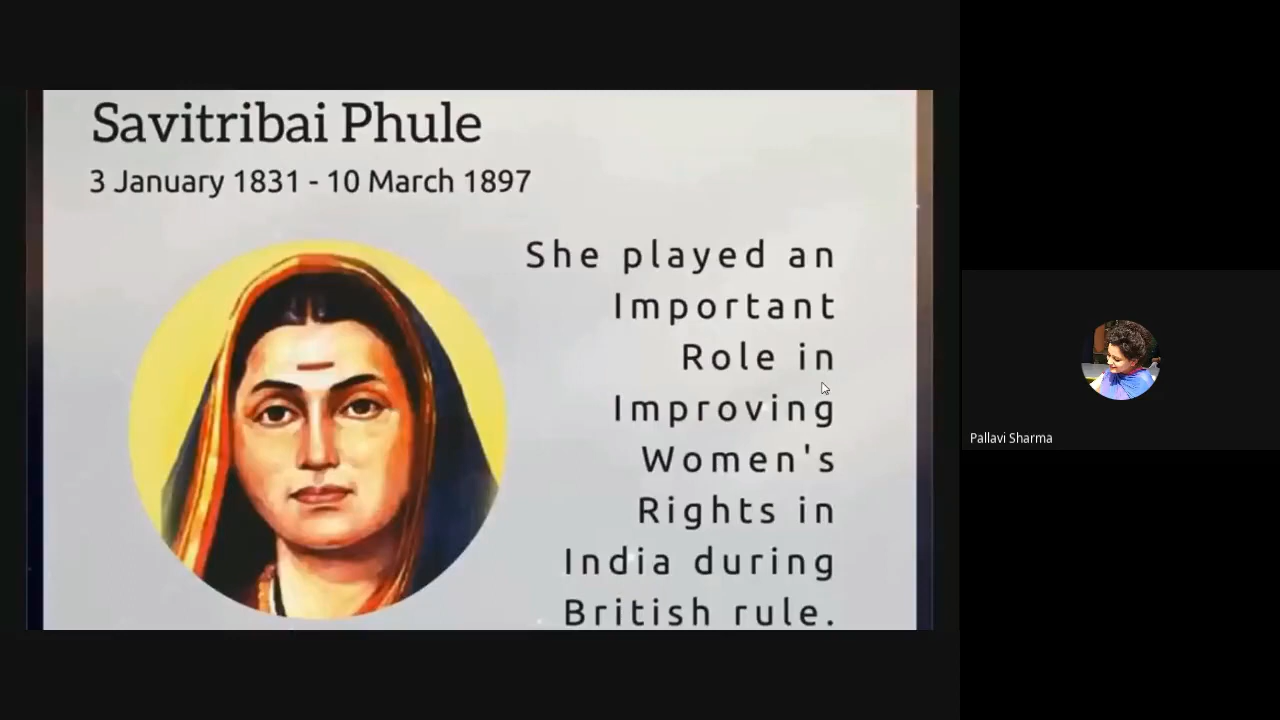 Savitribai Phule
3 January 1831 - 10 March 1897
She played an
Important
Role in
Improving
Women's
Rights in
India during
British rule.
Pallavi Sharma